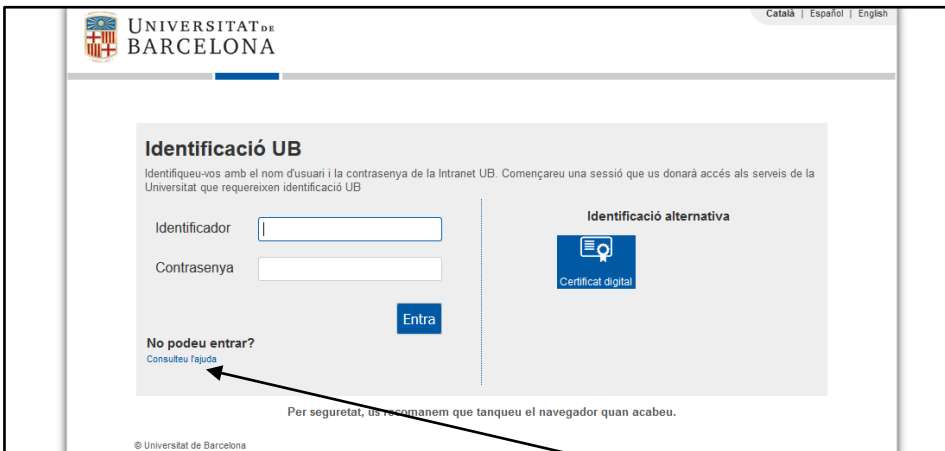 UNIVERSITAT DE
BARCELONA
Català | Español | English
Identificació UB
Identifiqueu-vos amb el nom d'usuari i la contrasenya de la Intranet UB. Començareu una sessió que us donarà accés als serveis de la
Universitat que requereixen identificació UB
Identificador
Contrasenya
Entra
No podeu entrar?
Consulteu l'ajuda
Identificació alternativa
Certificat digital
Per seguretat, us recomanem que tanqueu el navegador quan acabeu.
© Universitat de Barcelona